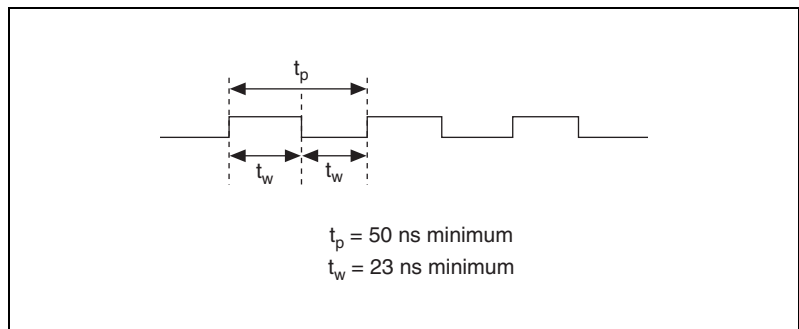 tp
tw tw
tp = 50 ns minimum
tw = 23 ns minimum